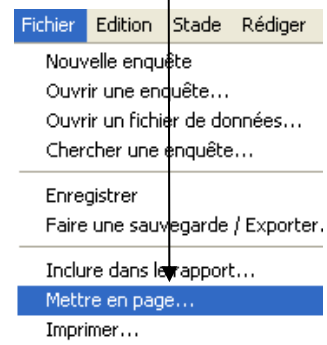 Fichier Edition Stade Rédiger
Nouvelle enquête
Ouvrir une enquête...
Ouvrir un fichier de données...
Chercher une enquête...
Enregistrer
Faire une sauvegarde / Exporter.
Inclure dans le rapport...
Mettre en page...
Imprimer...